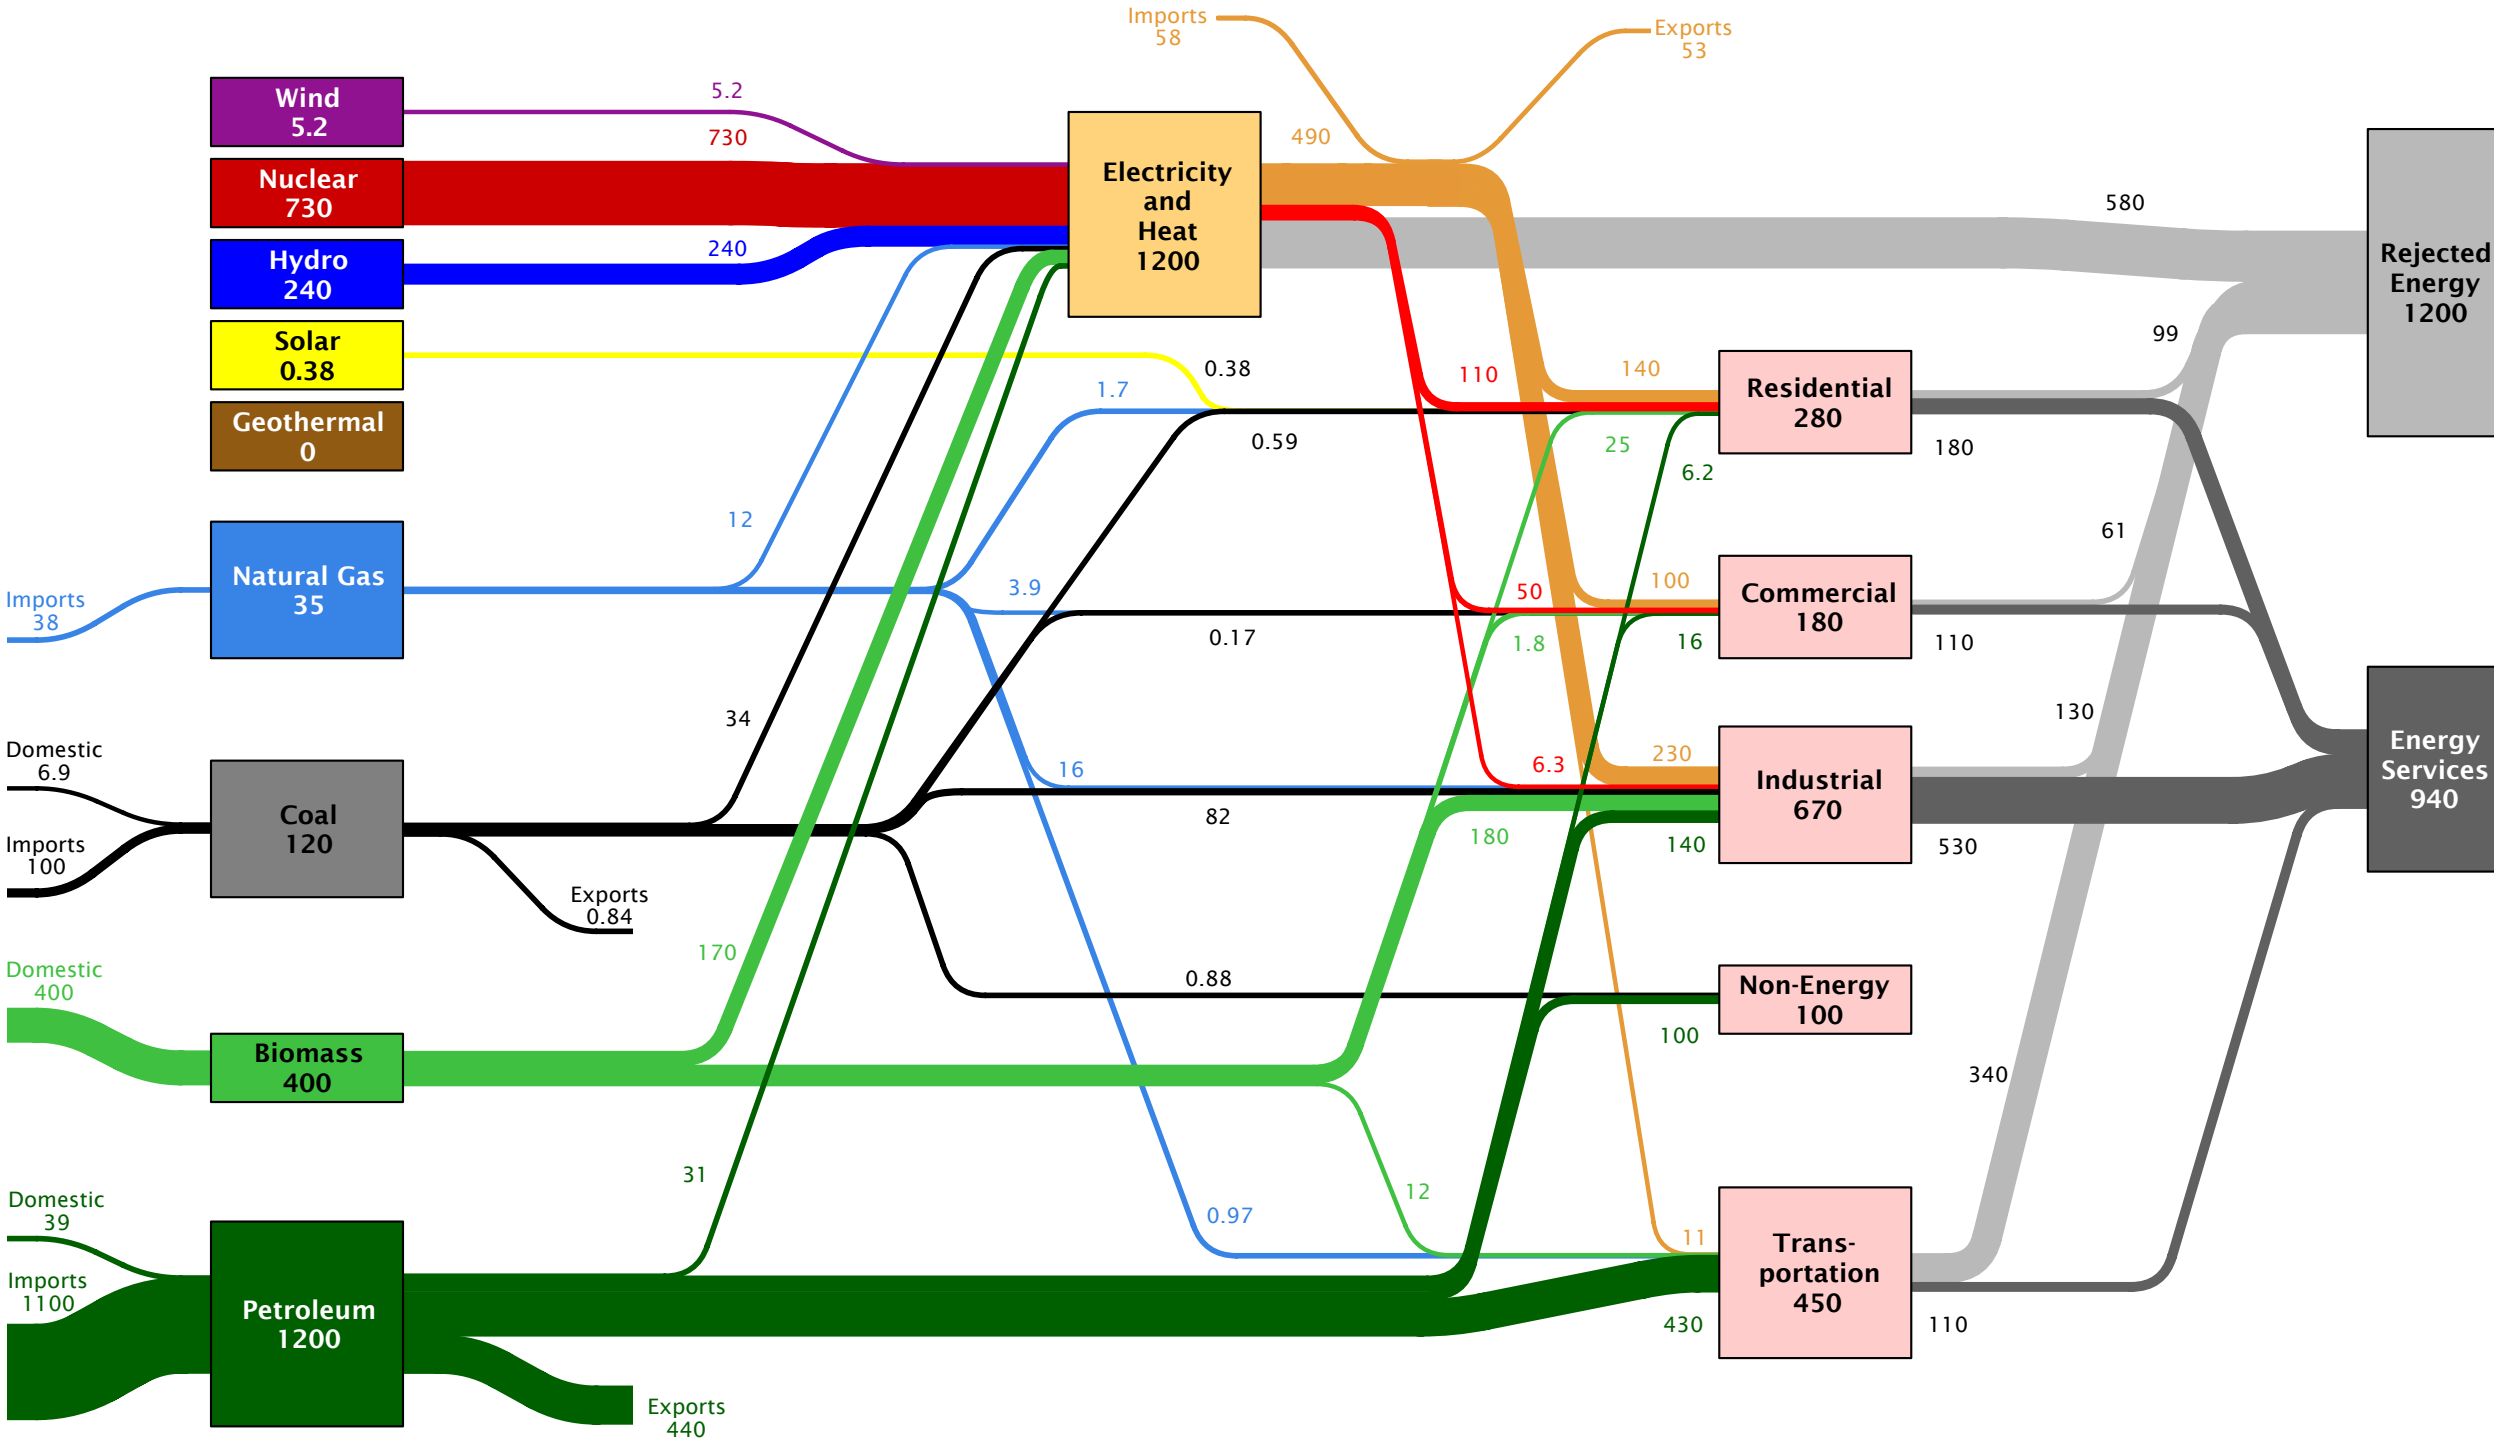 Imports
58
Exports
53
Wind
5.2
5.2
Nuclear
730
730
Hydro
240
240
Solar
0.38
0.38
Geothermal
0
Electricity
and
Heat
1200
490
580
Rejected
Energy
1200
99
1.7
0.59
110
140
25
6.2
Residential
280
180
Imports
38
Natural Gas
35
12
3.9
0.17
50
100
1.8
16
Commercial
180
61
110
Domestic
6.9
Imports
100
Coal
120
34
Exports
0.84
16
82
6.3
230
180
140
Industrial
670
130
530
Energy
Services
940
0.88
Non-Energy
100
100
Domestic
400
Biomass
400
170
12
340
Domestic
39
Imports
1100
Petroleum
1200
31
0.97
11
430
Trans-
portation
450
110
Exports
440